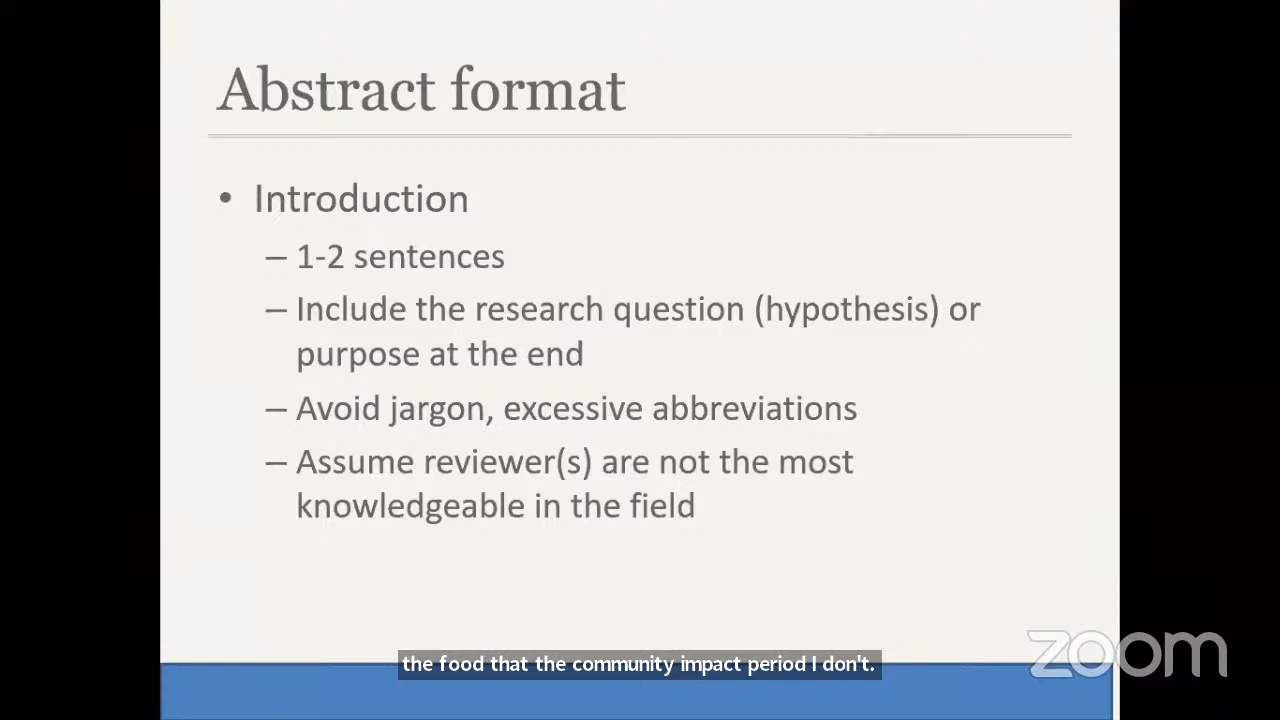 Abstract format
• Introduction
– 1-2 sentences
– Include the research question (hypothesis) or
purpose at the end
– Avoid jargon, excessive abbreviations
– Assume reviewer(s) are not the most
knowledgeable in the field
zoom
the food that the community impact period I don't.